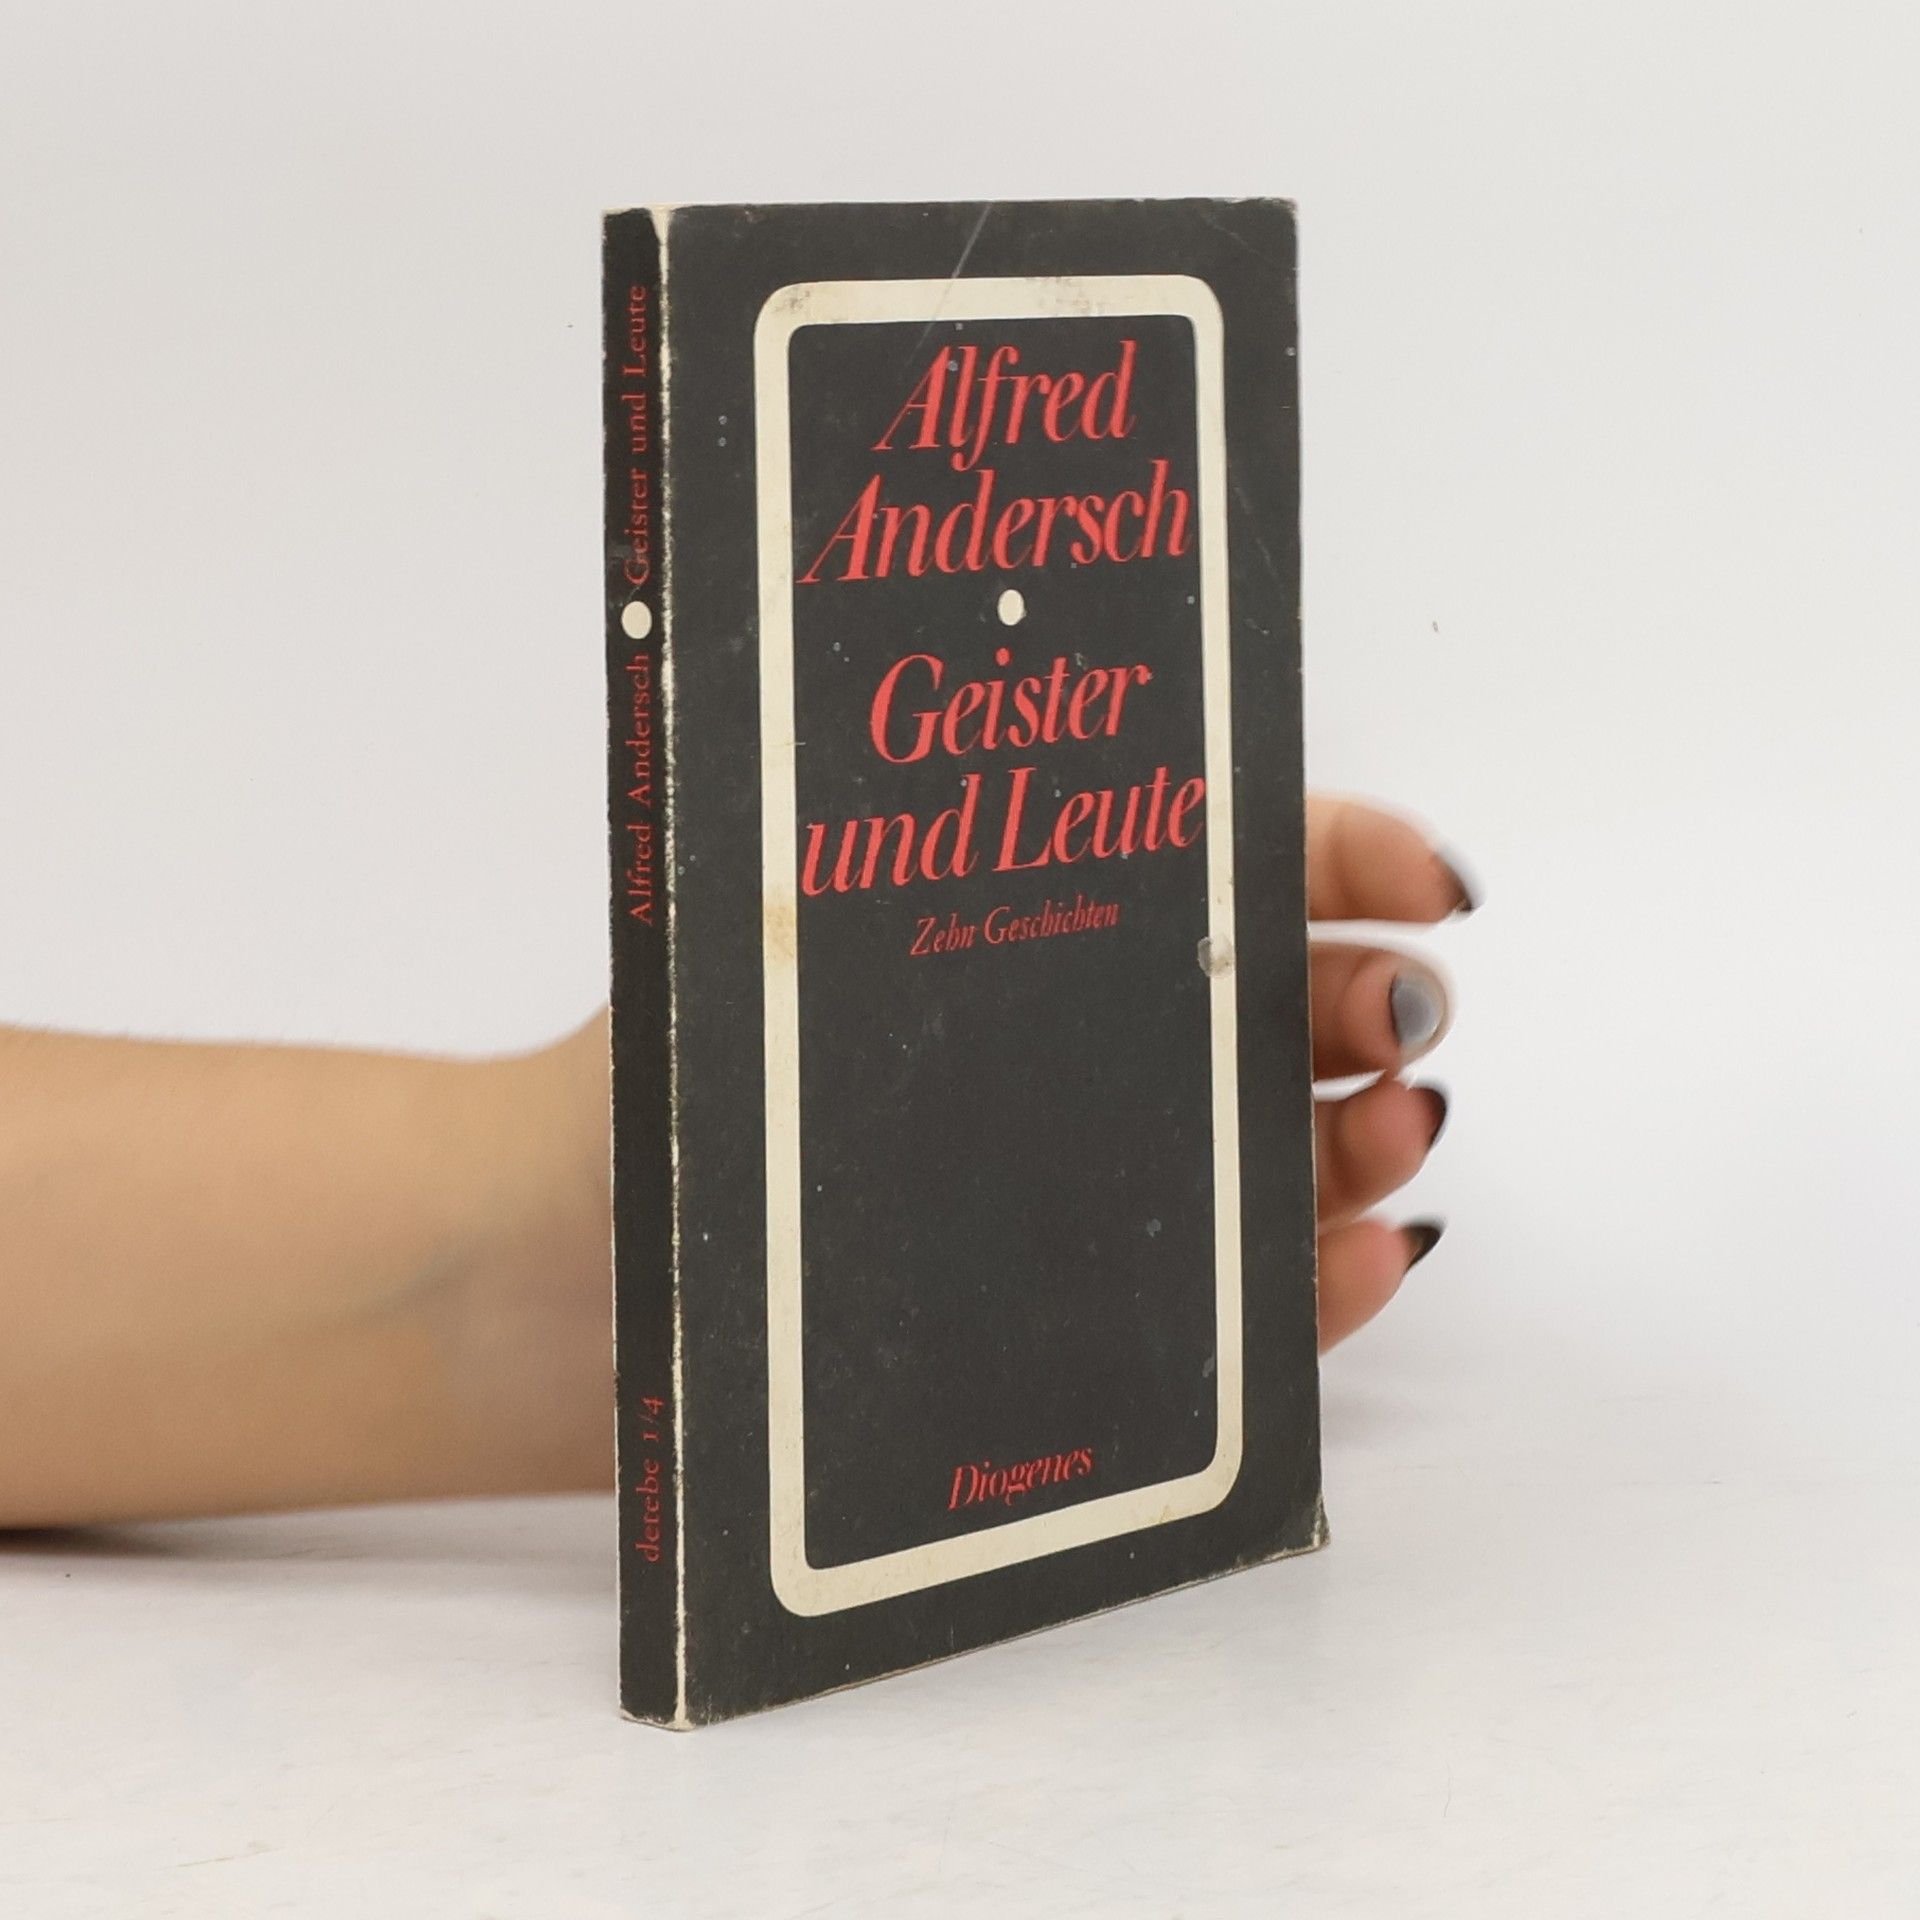 Alfred
Andersch
Geister
und Leute
Zehn Geschichten
Diogenes
Alfred Andersch Geister und Leute
detebe 1/4